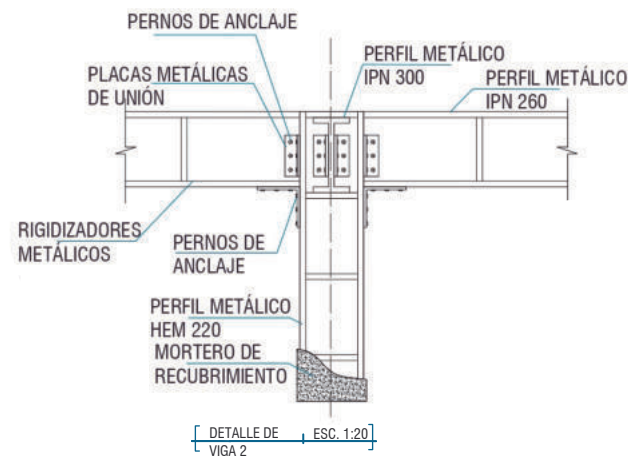 PERNOS DE ANCLAJE
PERFIL METÁLICO
IPN 300
PLACAS METÁLICAS
DE UNIÓN
PERFIL METÁLICO
IPN 260
RIGIDIZADORES
METÁLICOS
PERNOS DE
ANCLAJE
PERFIL METÁLICO
HEM 220
MORTERO DE
RECUBRIMIENTO
DETALLE DE
VIGA 2
ESC. 1:20